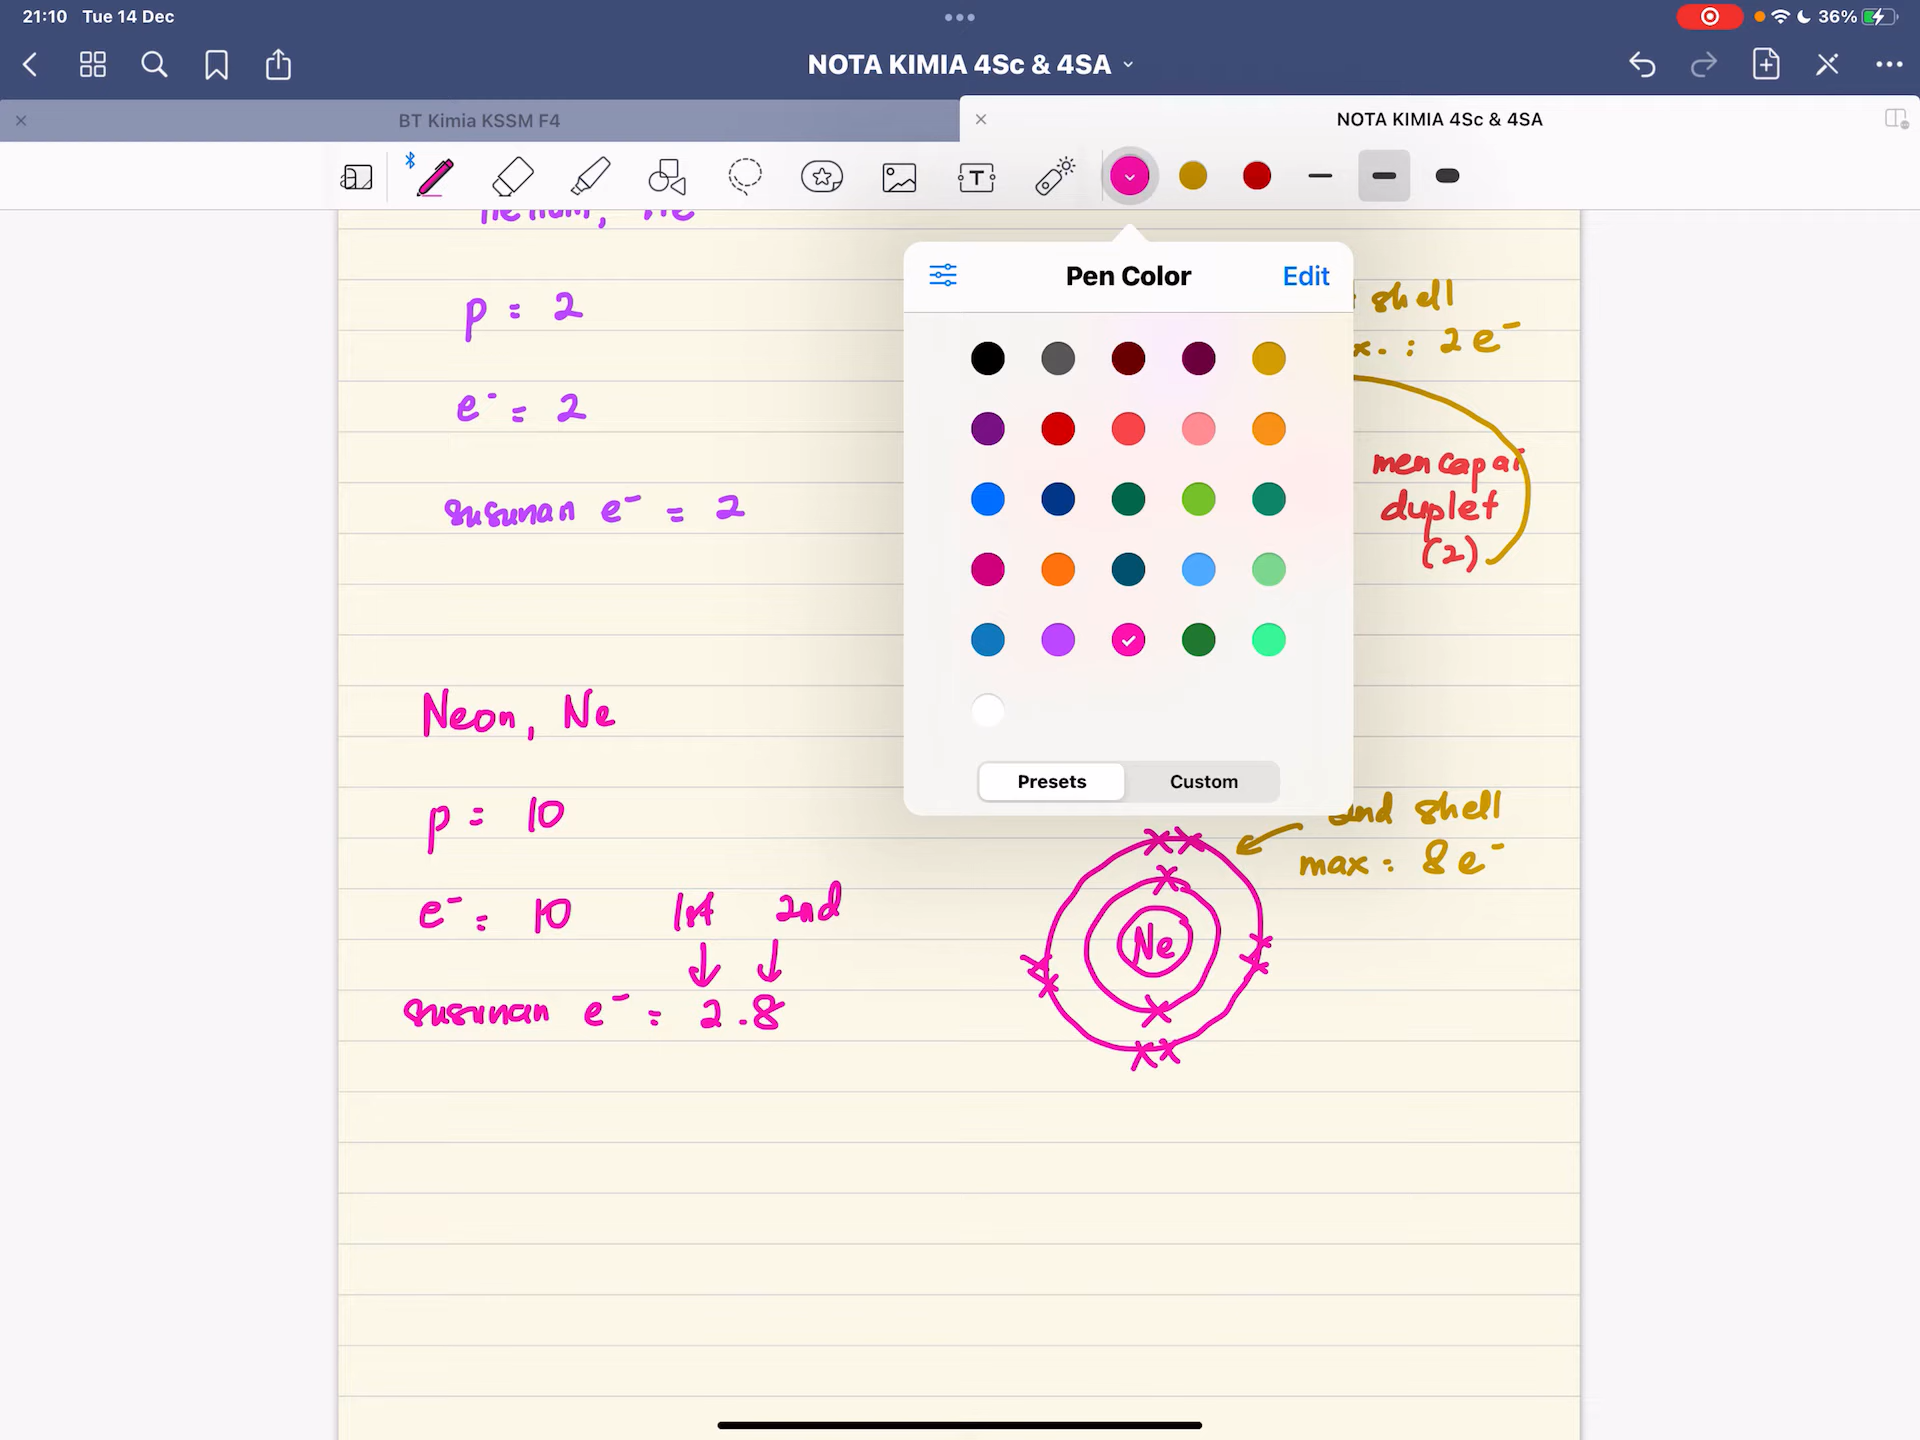 21:10 Tue 14 Dec
36%
NOTA KIMIA 4Sc & 4SA
BT Kimia KSSM F4
NOTA KIMIA 4Sc & 4SA
T
Pen Color
Edit
Presets
Custom
Helium, He
p = 2
e⁻ = 2
susunan e⁻ = 2
shell
: 2e⁻
mencapai
duplet
(2)
Neon, Ne
p = 10
e⁻ = 10
1st 2nd
susunan e⁻ = 2.8
Ne
2nd shell
max : 8e⁻